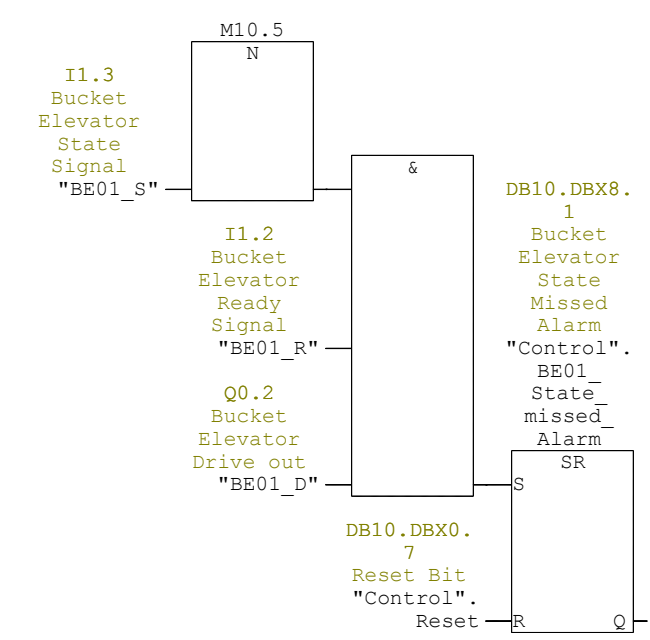 M10.5
N
I1.3
Bucket
Elevator
State
Signal
"BE01_S"
&
I1.2
Bucket
Elevator
Ready
Signal
"BE01_R"
Q0.2
Bucket
Elevator
Drive out
"BE01_D"
DB10.DBX8.
1
Bucket
Elevator
State
Missed
Alarm
"Control".
BE01_
State_
missed_
Alarm
SR
S
DB10.DBX0.
7
Reset Bit
"Control".
Reset
R Q